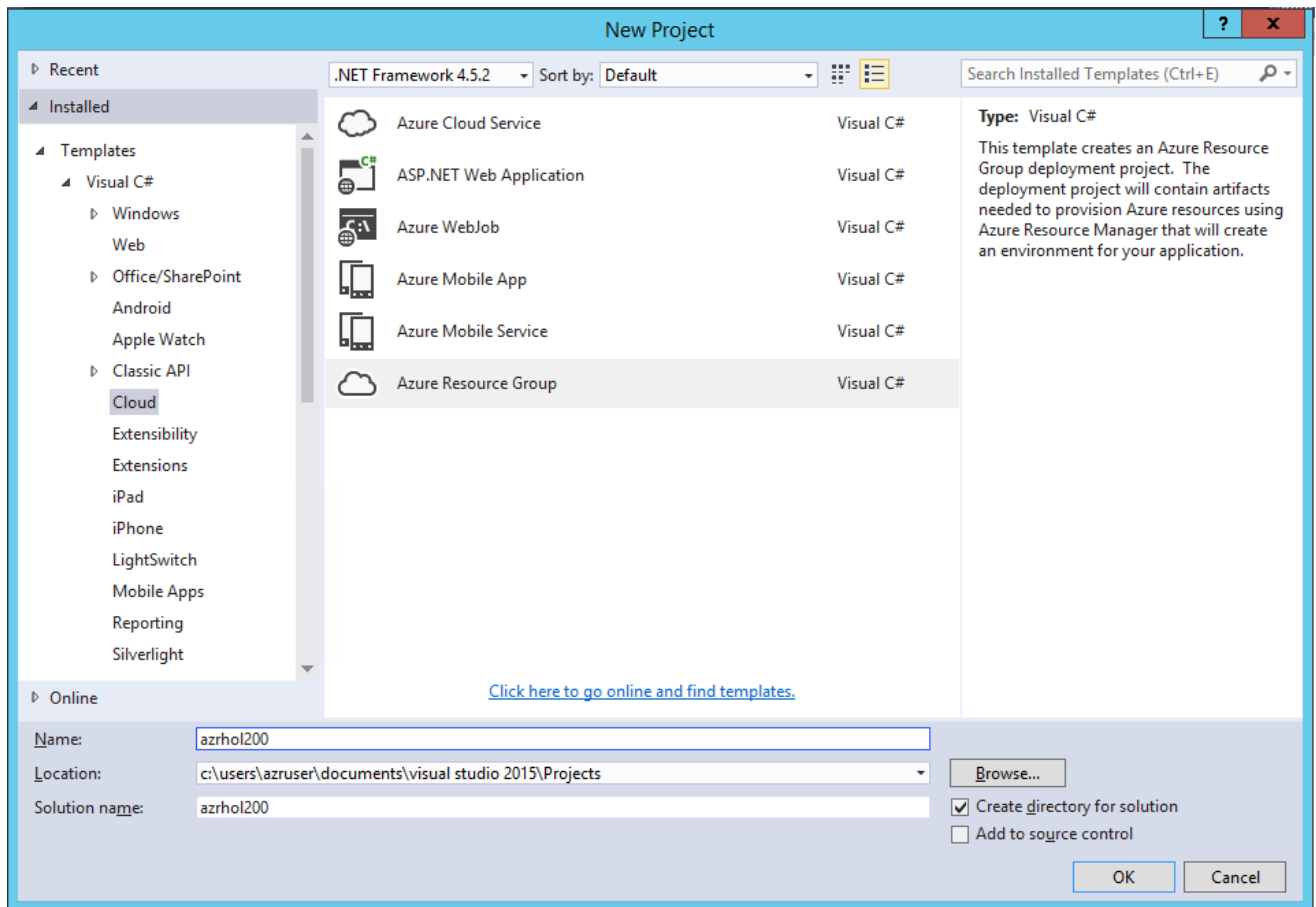 New Project
?
x
Recent
.NET Framework 4.5.2
Sort by:
Default
Search Installed Templates (Ctrl+E)
Installed
Templates
Visual C#
Windows
Web
Office/SharePoint
Android
Apple Watch
Classic API
Cloud
Extensibility
Extensions
iPad
iPhone
LightSwitch
Mobile Apps
Reporting
Silverlight
Online
Azure Cloud Service Visual C#
C#
ASP.NET Web Application Visual C#
C:\
Azure WebJob Visual C#
Azure Mobile App Visual C#
Azure Mobile Service Visual C#
Azure Resource Group Visual C#
Click here to go online and find templates.
Type: Visual C#
This template creates an Azure Resource
Group deployment project. The
deployment project will contain artifacts
needed to provision Azure resources using
Azure Resource Manager that will create
an environment for your application.
Name: azrhol200
Location: c:\users\azruser\documents\visual studio 2015\Projects
Browse...
Solution name: azrhol200
Create directory for solution
Add to source control
OK
Cancel